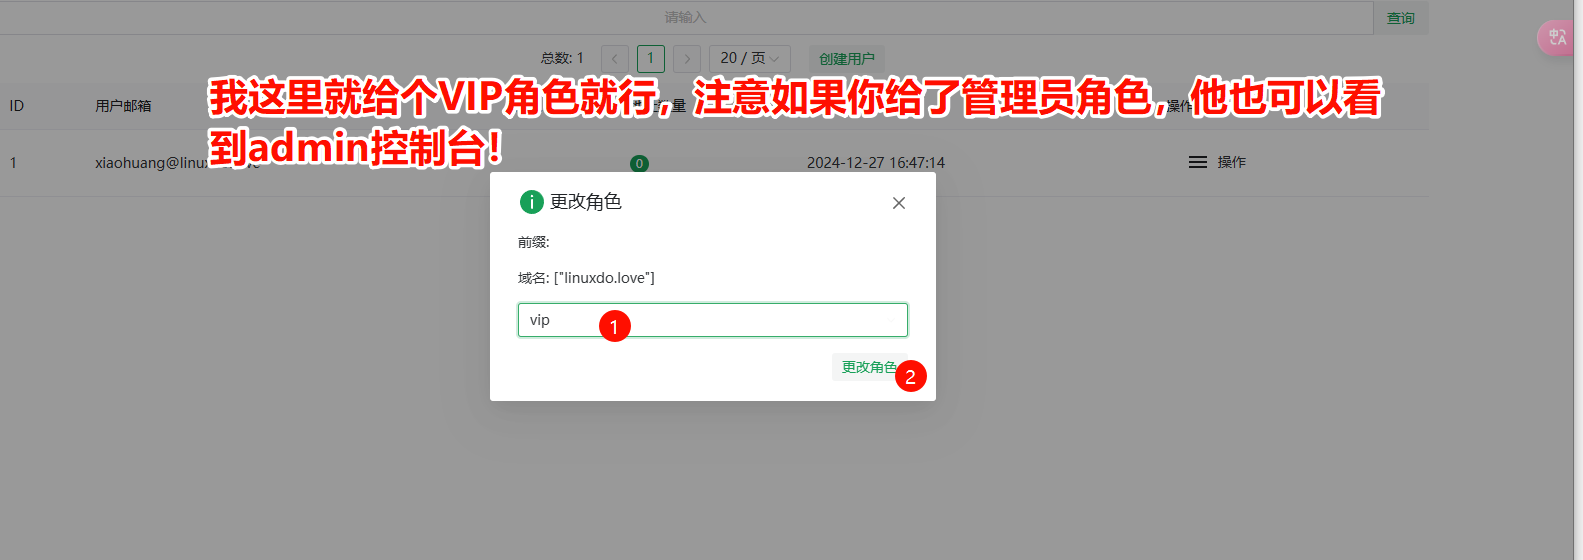 请输入 查询
总数: 1 1 20 / 页 创建用户
我这里就给个VIP角色就行，注意如果你给了管理员角色，他也可以看
到admin控制台！
ID 用户邮箱 量 操作
1 xiaohuang@linux 0 2024-12-27 16:47:14 操作
更改角色
前缀:
域名: ["linuxdo.love"]
vip 1
更改角色 2